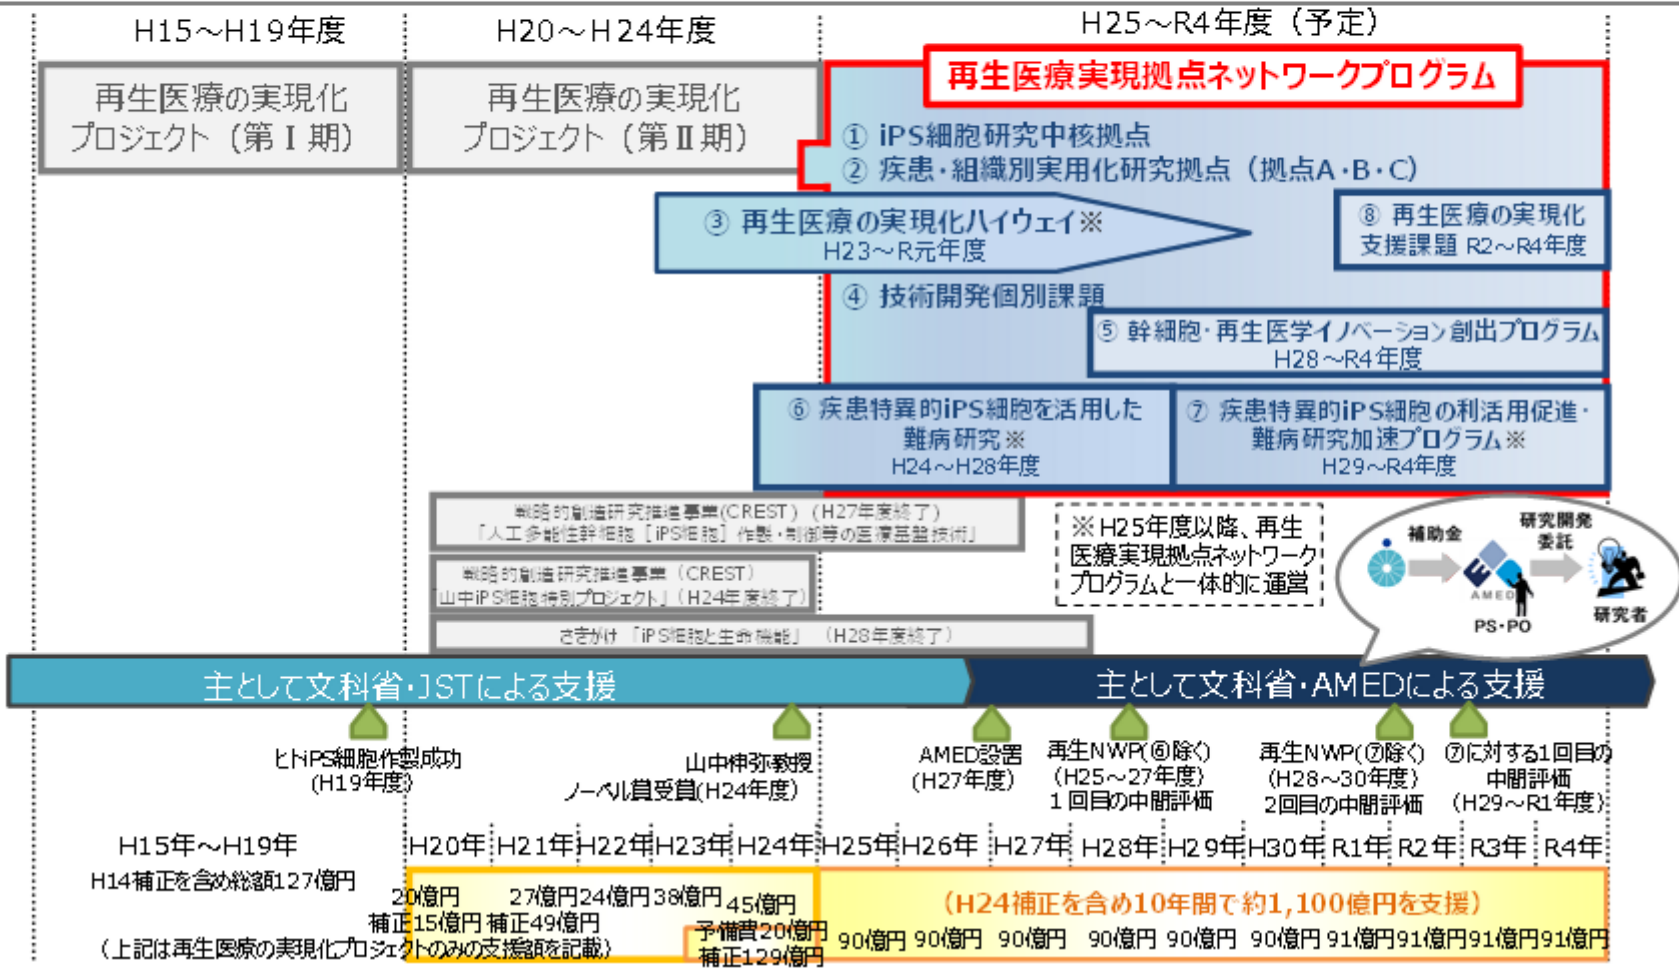 H15～H19年度
H20～H24年度
H25～R4年度（予定）
再生医療の実現化
プロジェクト（第Ⅰ期）
再生医療の実現化
プロジェクト（第Ⅱ期）
再生医療実現拠点ネットワークプログラム
① iPS細胞研究中核拠点
② 疾患・組織別実用化研究拠点（拠点A・B・C）
③ 再生医療の実現化ハイウェイ※
H23～R元年度
⑧ 再生医療の実現化
支援課題 R2～R4年度
④ 技術開発個別課題
⑤ 幹細胞・再生医学イノベーション創出プログラム
H28～R4年度
⑥ 疾患特異的iPS細胞を活用した
難病研究※
H24～H28年度
⑦ 疾患特異的iPS細胞の利活用促進・
難病研究加速プログラム※
H29～R4年度
戦略的創造研究推進事業(CREST)（H27年度終了）
「人工多能性幹細胞［iPS細胞］作製・制御等の医療基盤技術」
戦略的創造研究推進事業（CREST）
「山中iPS細胞特別プロジェクト」（H24年度終了）
さきがけ「iPS細胞と生命機能」（H28年度終了）
※H25年度以降、再生
医療実現拠点ネットワーク
プログラムと一体的に運営
補助金
研究開発
委託
AMED
PS・PO
研究者
主として文科省・JSTによる支援
主として文科省・AMEDによる支援
ヒトiPS細胞作製成功
(H19年度)
山中伸弥教授
ノーベル賞受賞(H24年度)
AMED設置
(H27年度)
再生NWP(⑥除く)
(H25～27年度)
1回目の中間評価
再生NWP(⑦除く)
(H28～30年度)
2回目の中間評価
⑦に対する1回目の
中間評価
(H29～R1年度)
H15年～H19年
H20年 H21年 H22年 H23年 H24年 H25年 H26年 H27年 H28年 H29年 H30年 R1年 R2年 R3年 R4年
H14補正を含め総額127億円
20億円 27億円 24億円 38億円 45億円
補正15億円 補正49億円
予備費20億円
補正129億円
（上記は再生医療の実現化プロジェクトのみの支援額を記載）
（H24補正を含め10年間で約1,100億円を支援）
90億円 90億円 90億円 90億円 90億円 90億円 91億円 91億円 91億円 91億円